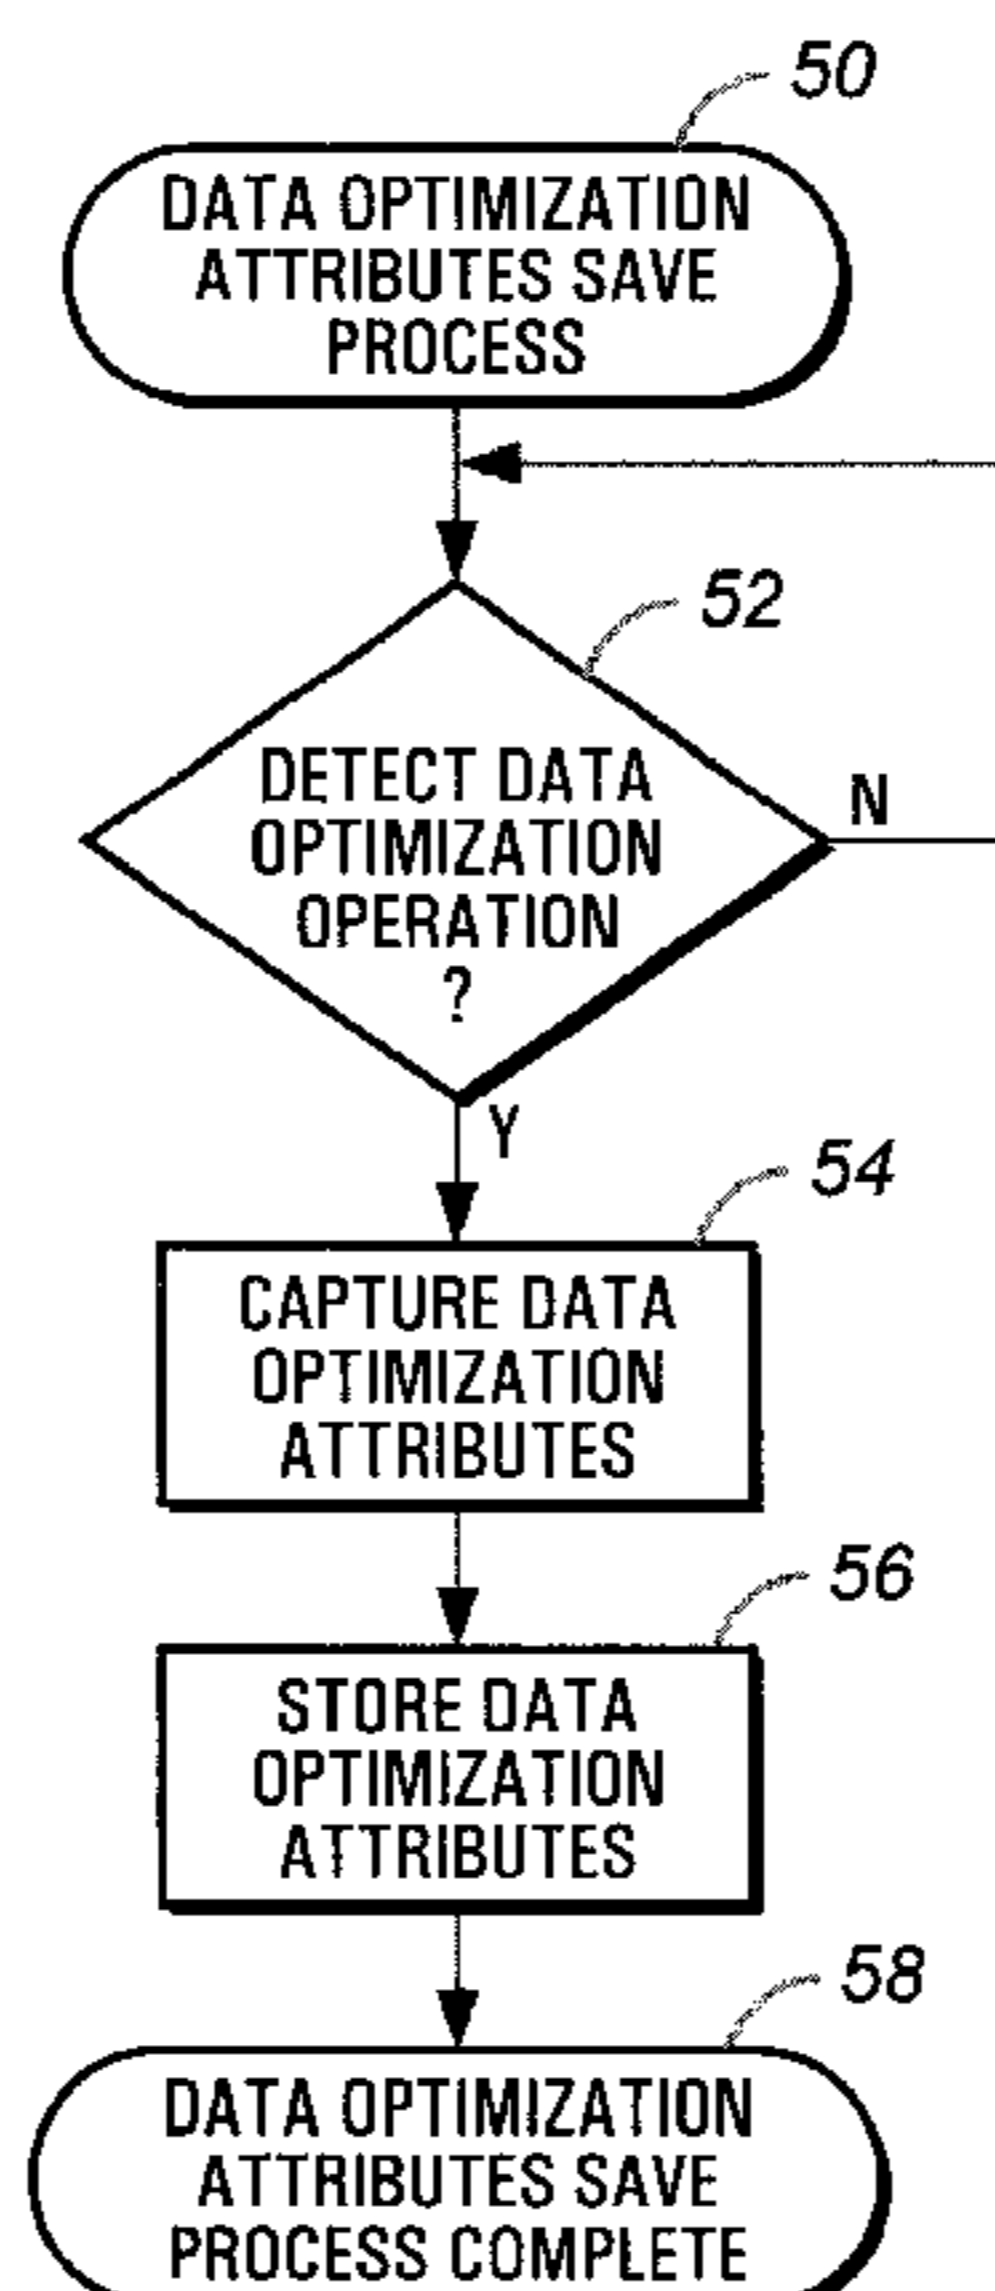 50
DATA OPTIMIZATION
ATTRIBUTES SAVE
PROCESS
52
DETECT DATA
OPTIMIZATION
OPERATION
?
N
Y
54
CAPTURE DATA
OPTIMIZATION
ATTRIBUTES
56
STORE DATA
OPTIMIZATION
ATTRIBUTES
58
DATA OPTIMIZATION
ATTRIBUTES SAVE
PROCESS COMPLETE